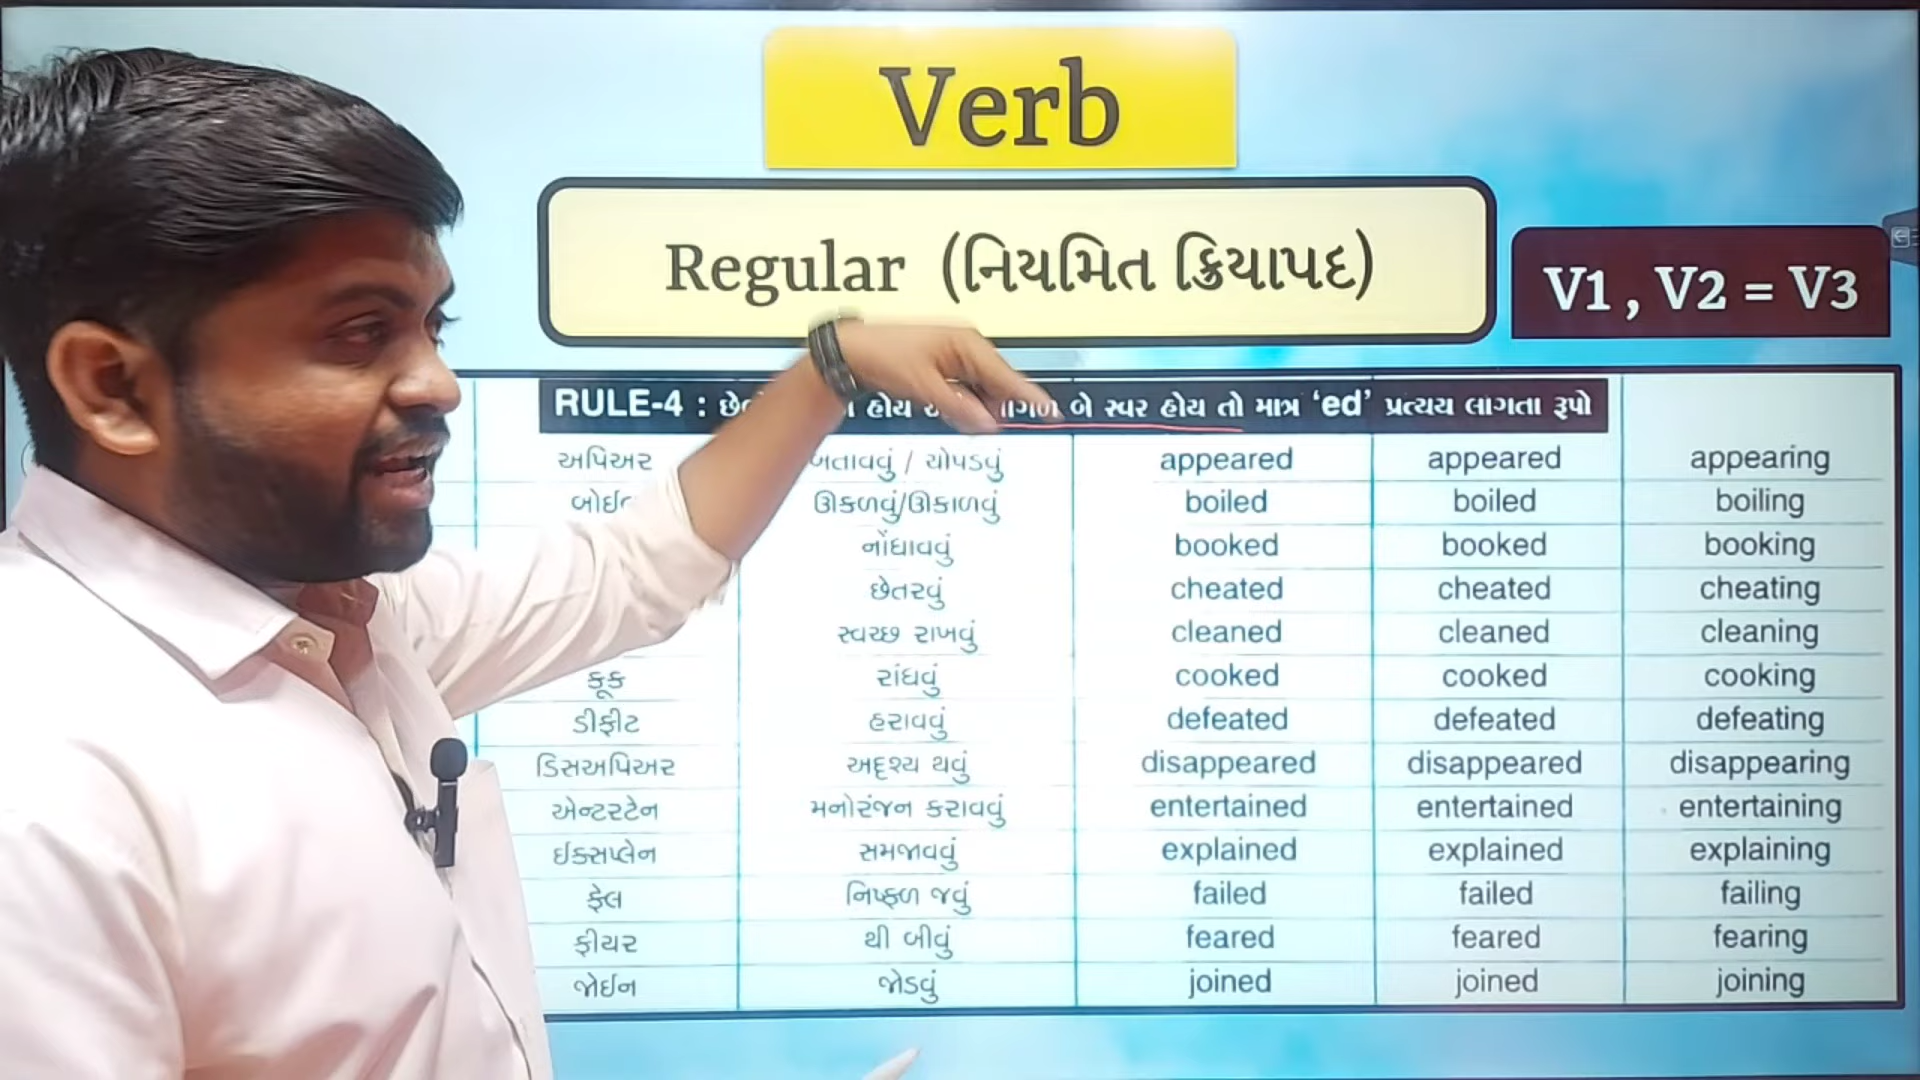 Verb
Regular (નિયમિત ક્રિયાપદ)
V1 , V2 = V3
RULE-4 : હોય બે સ્વર હોય તો માત્ર ‘ed’ પ્રત્યય લાગતા રૂપો
અપિઅર બતાવવું / ચોપડવું appeared appeared appearing
ઊકળવું/ઊકાળવું boiled boiled boiling
નોંધાવવું booked booked booking
છેતરવું cheated cheated cheating
સ્વચ્છ રાખવું cleaned cleaned cleaning
કૂક રાંધવું cooked cooked cooking
ડીફીટ હરાવવું defeated defeated defeating
ડિસઅપિઅર અદૃશ્ય થવું disappeared disappeared disappearing
એન્ટરટેન મનોરંજન કરાવવું entertained entertained entertaining
ઈક્સપ્લેન સમજાવવું explained explained explaining
ફેલ નિષ્ફળ જવું failed failed failing
ફીયર થી બીવું feared feared fearing
જોઈન જોડવું joined joined joining